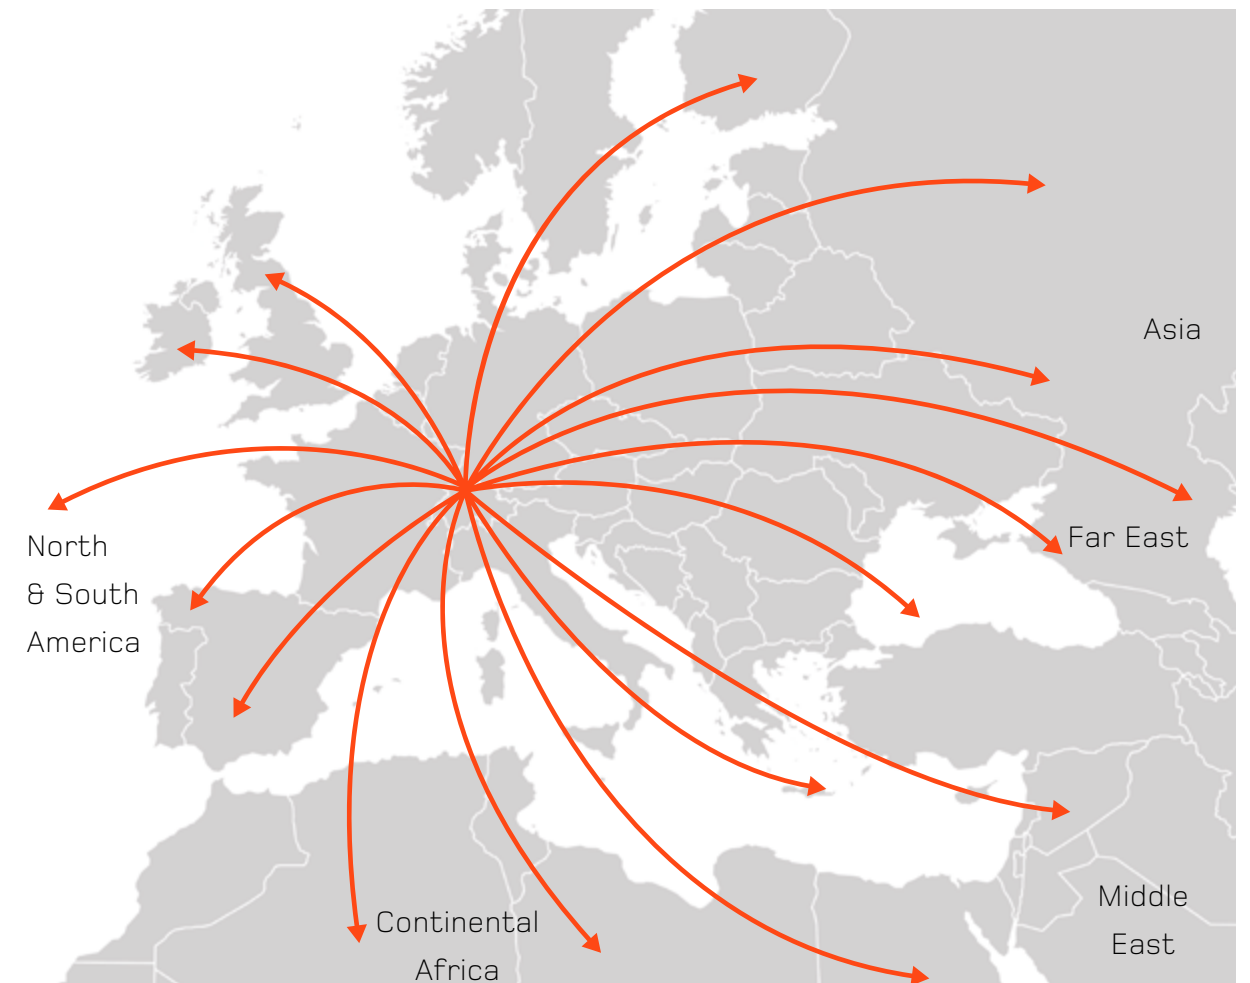 Asia
Far East
North
& South
America
Middle
East
Continental
Africa